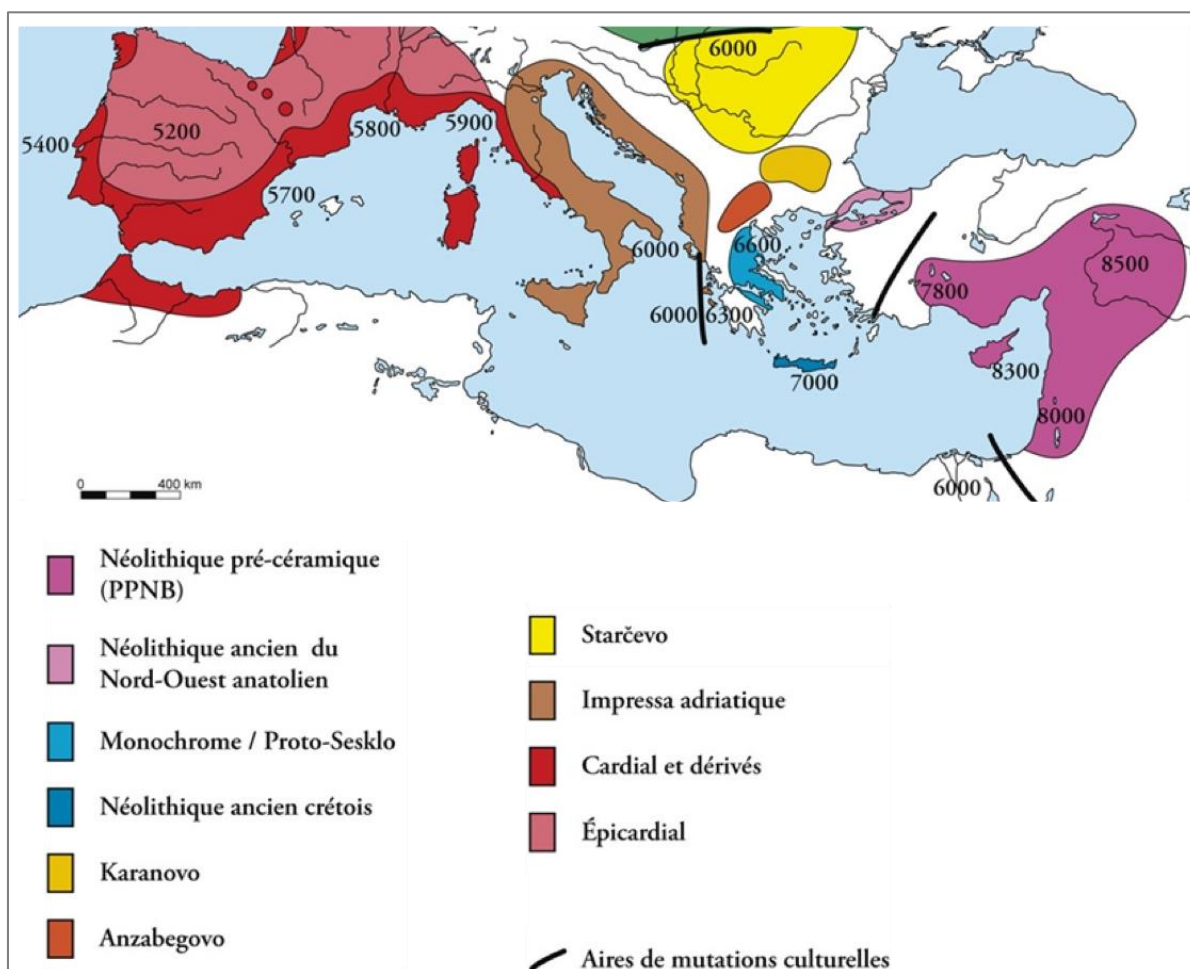 6000
5200
5400
5800
5900
5700
6000
6600
6000
6300
7000
7800
8500
8300
8000
6000
0 400 km
Néolithique pré-céramique
(PPNB)
Néolithique ancien du
Nord-Ouest anatolien
Monochrome / Proto-Sesklo
Néolithique ancien crétois
Karanovo
Anzabegovo
Starčevo
Impressa adriatique
Cardial et dérivés
Épicardial
Aires de mutations culturelles